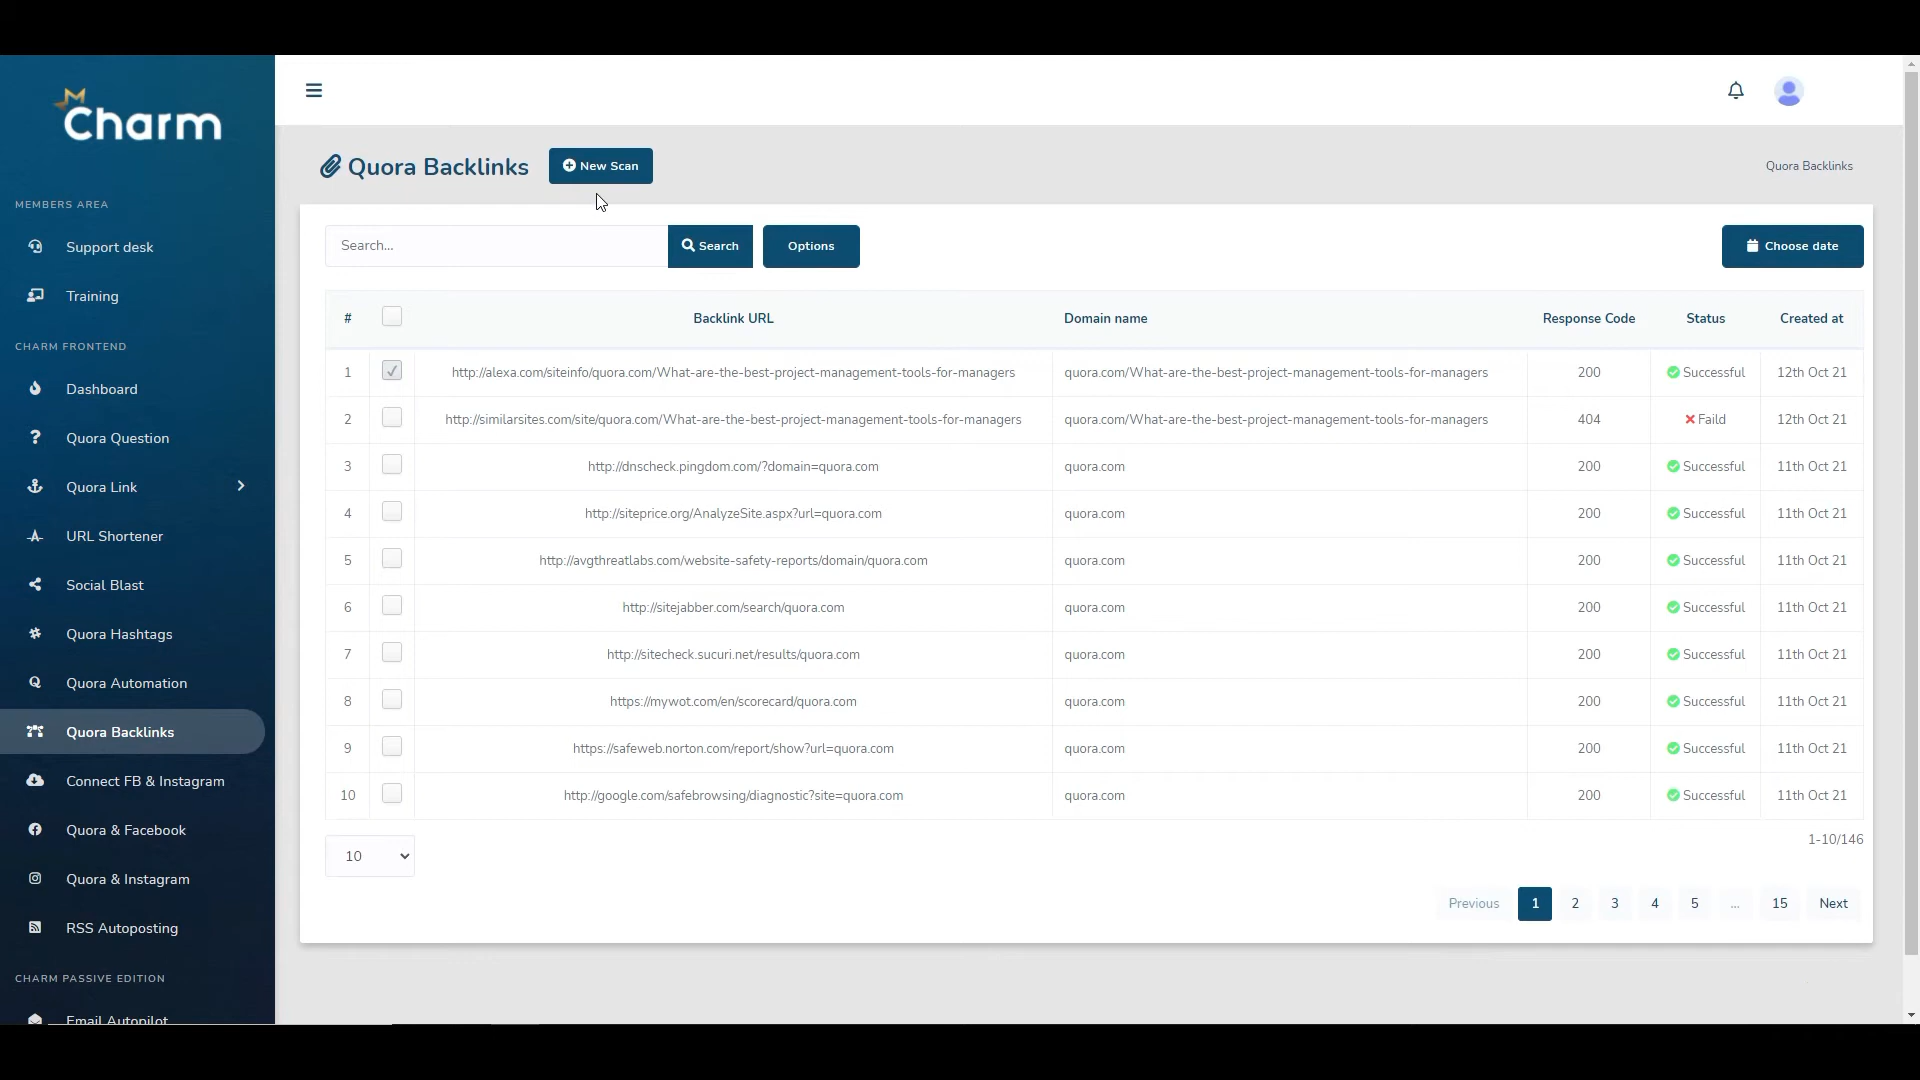 Charm
Quora Backlinks
New Scan
Quora Backlinks
MEMBERS AREA
Support desk
Training
CHARM FRONTEND
Dashboard
Quora Question
Quora Link
URL Shortener
Social Blast
Quora Hashtags
Quora Automation
Quora Backlinks
Connect FB & Instagram
Quora & Facebook
Quora & Instagram
RSS Autoposting
CHARM PASSIVE EDITION
Email Autopilot
Search...
Search
Options
Choose date
# Backlink URL Domain name Response Code Status Created at
1 http://alexa.com/siteinfo/quora.com/What-are-the-best-project-management-tools-for-managers quora.com/What-are-the-best-project-management-tools-for-managers 200 Successful 12th Oct 21
2 http://similarsites.com/site/quora.com/What-are-the-best-project-management-tools-for-managers quora.com/What-are-the-best-project-management-tools-for-managers 404 Faild 12th Oct 21
3 http://dnscheck.pingdom.com/?domain=quora.com quora.com 200 Successful 11th Oct 21
4 http://siteprice.org/AnalyzeSite.aspx?url=quora.com quora.com 200 Successful 11th Oct 21
5 http://avgthreatlabs.com/website-safety-reports/domain/quora.com quora.com 200 Successful 11th Oct 21
6 http://sitejabber.com/search/quora.com quora.com 200 Successful 11th Oct 21
7 http://sitecheck.sucuri.net/results/quora.com quora.com 200 Successful 11th Oct 21
8 https://mywot.com/en/scorecard/quora.com quora.com 200 Successful 11th Oct 21
9 https://safeweb.norton.com/report/show?url=quora.com quora.com 200 Successful 11th Oct 21
10 http://google.com/safebrowsing/diagnostic?site=quora.com quora.com 200 Successful 11th Oct 21
10
1-10/146
Previous 1 2 3 4 5 ... 15 Next